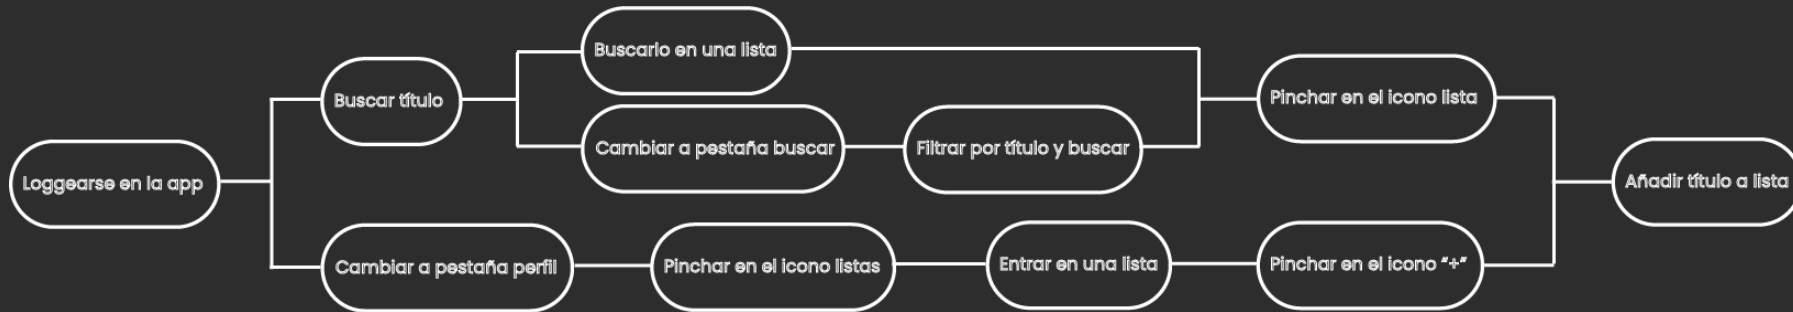 Loggearse en la app
Buscar título
Buscarlo en una lista
Cambiar a pestaña buscar
Filtrar por título y buscar
Pinchar en el icono lista
Cambiar a pestaña perfil
Pinchar en el icono listas
Entrar en una lista
Pinchar en el icono “+”
Añadir título a lista